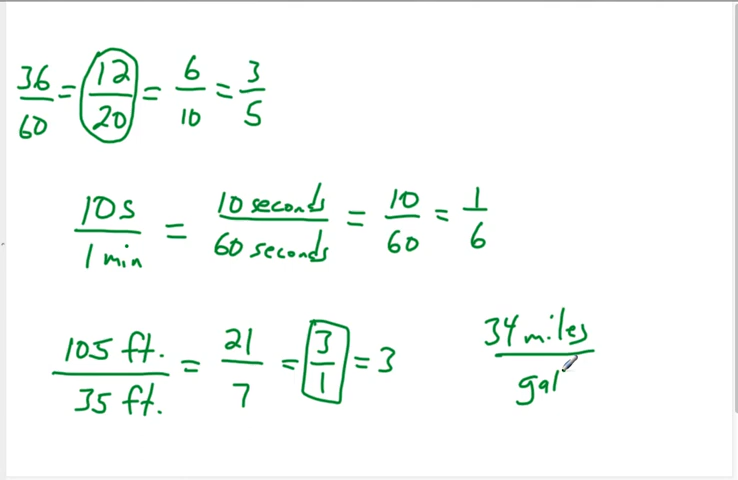 36/60 = 12/20 = 6/10 = 3/5
10 s/1 min = 10 seconds/60 seconds = 10/60 = 1/6
105 ft./35 ft. = 21/7 = 3/1 = 3
34 miles/gal